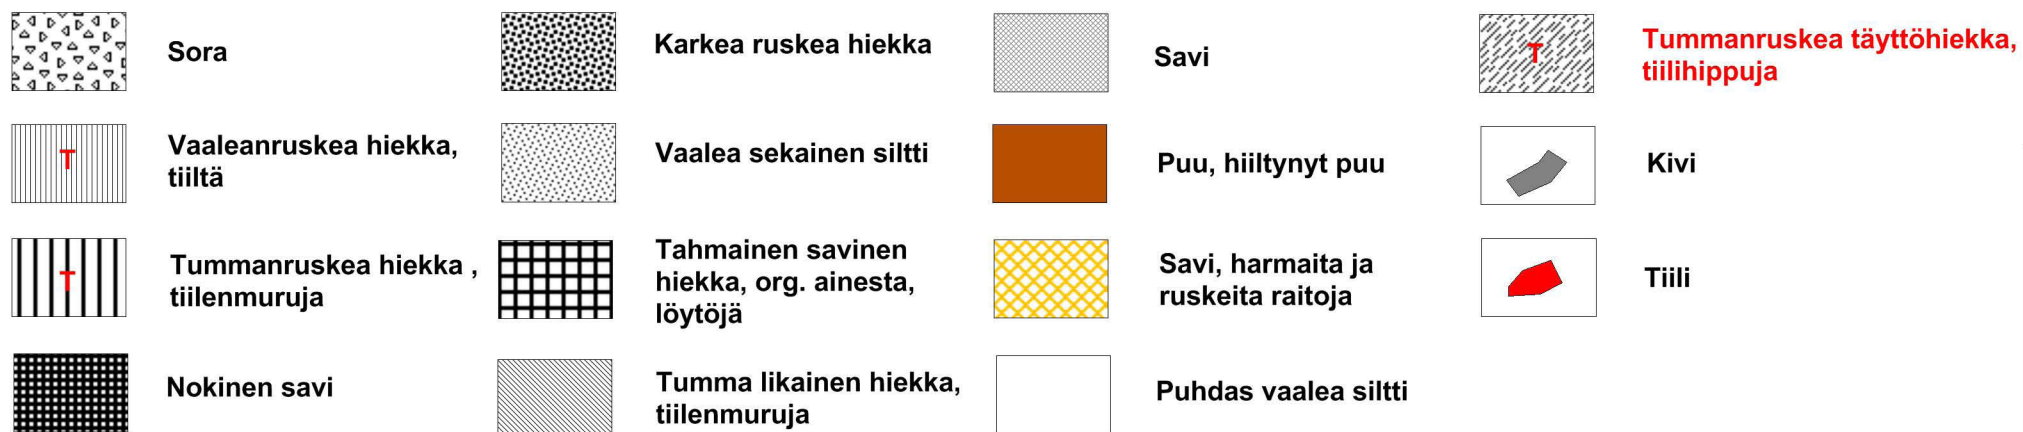 Sora
Karkea ruskea hiekka
Savi
T
Tummanruskea täyttöhiekka,
tiilihippuja
T
Vaaleanruskea hiekka,
tiiltä
Vaalea sekainen siltti
Puu, hiiltynyt puu
Kivi
T
Tummanruskea hiekka ,
tiilenmuruja
Tahmainen savinen
hiekka, org. ainesta,
löytöjä
Savi, harmaita ja
ruskeita raitoja
Tiili
Nokinen savi
Tumma likainen hiekka,
tiilenmuruja
Puhdas vaalea siltti